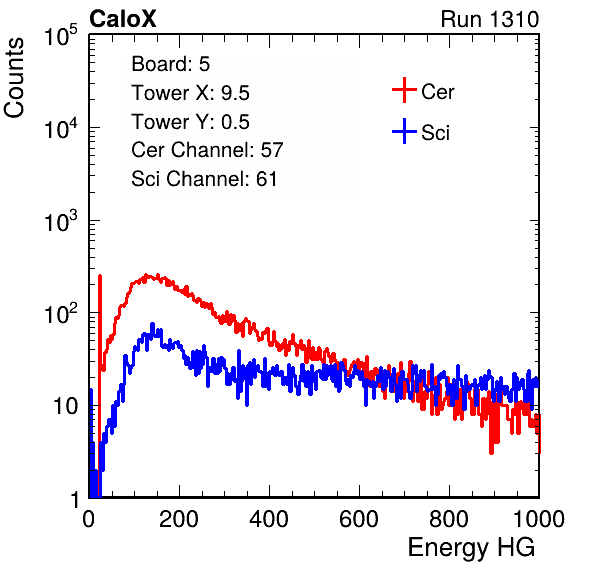 CaloX Run 1310
Counts
10^5
10^4
10^3
10^2
10
1
Board: 5
Tower X: 9.5
Tower Y: 0.5
Cer Channel: 57
Sci Channel: 61
Cer
Sci
0 200 400 600 800 1000
Energy HG